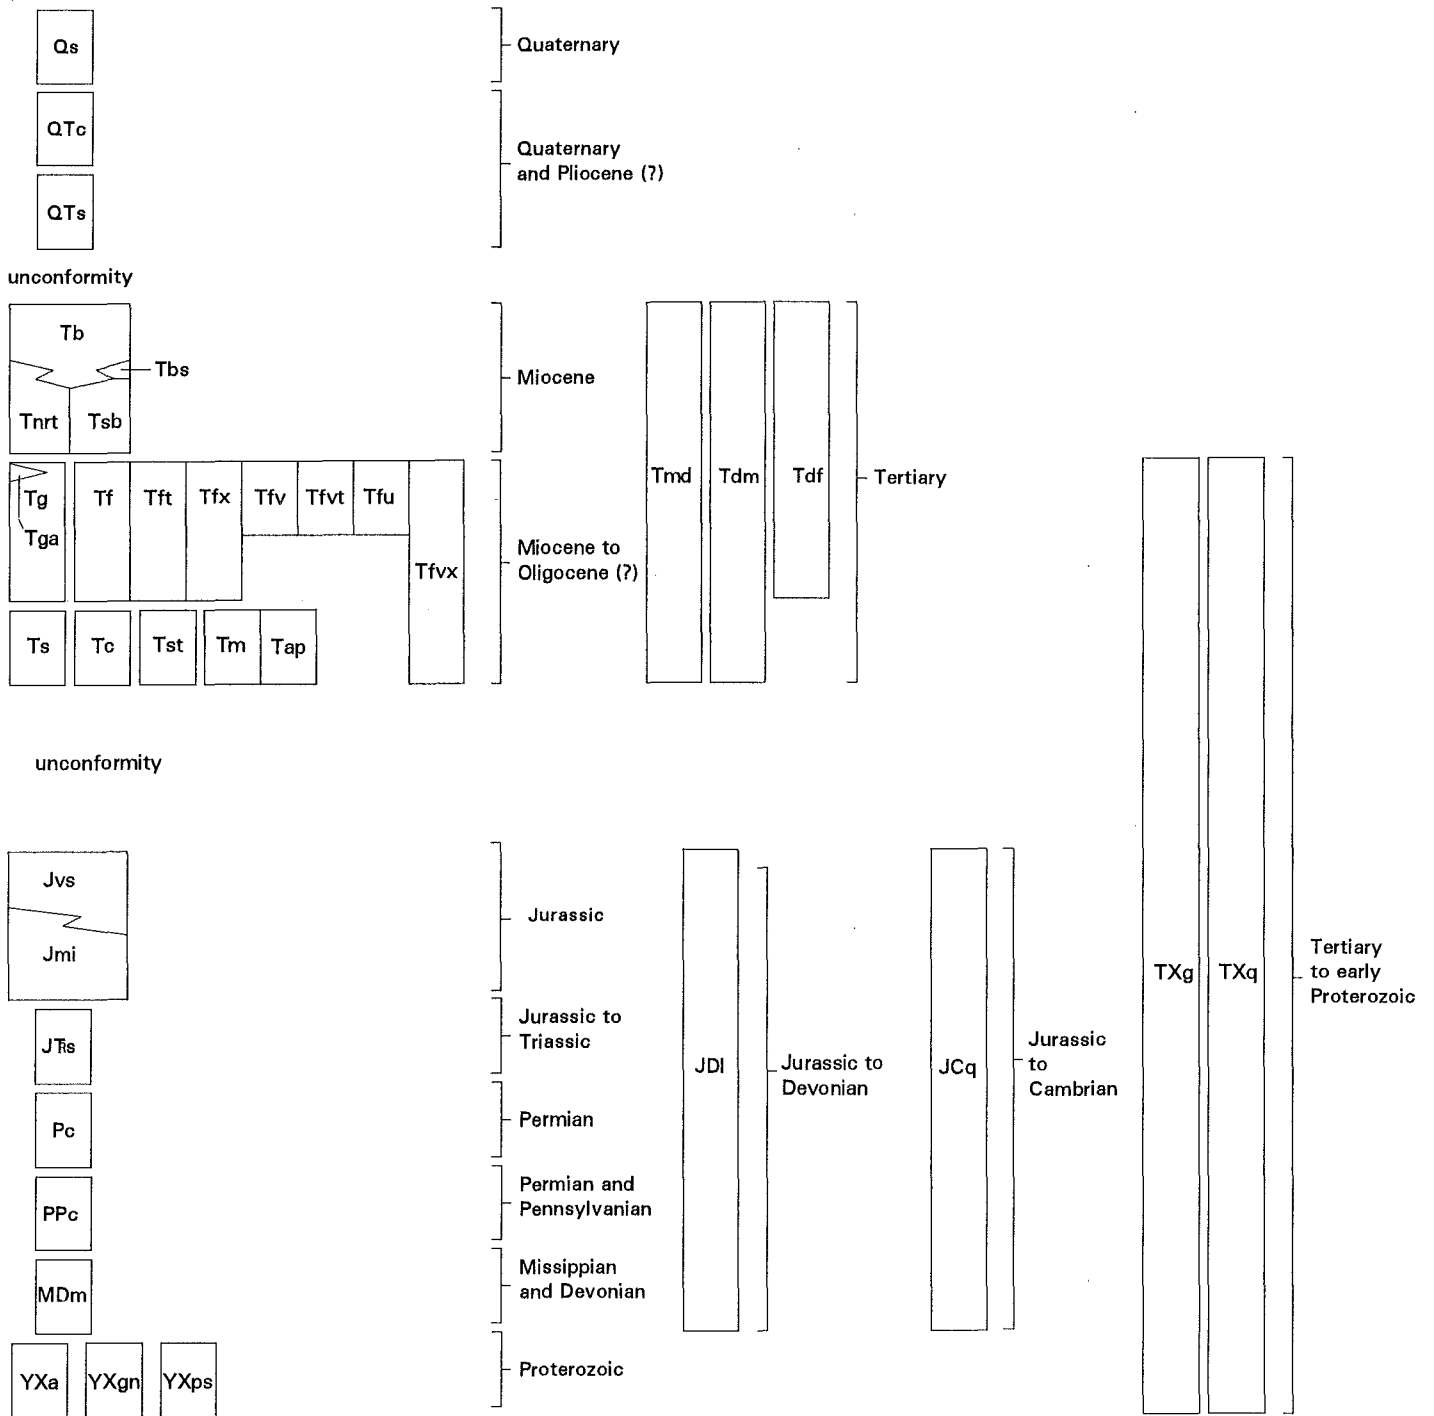 Qs
Quaternary
QTc
Quaternary
and Pliocene (?)
QTs
unconformity
Tb
Tbs
Miocene
Tnrt
Tsb
Tg
Tga
Tf
Tft
Tfx
Tfv
Tfvt
Tfu
Tfvx
Miocene to
Oligocene (?)
Tmd
Tdm
Tdf
Tertiary
Ts
Tc
Tst
Tm
Tap
unconformity
Jvs
Jmi
Jurassic
JTRs
Jurassic to
Triassic
Pc
Permian
PPc
Permian and
Pennsylvanian
MDm
Missippian
and Devonian
YXa
YXgn
YXps
Proterozoic
JDl
Jurassic to
Devonian
JCq
Jurassic
to
Cambrian
TXg
TXq
Tertiary
to early
Proterozoic